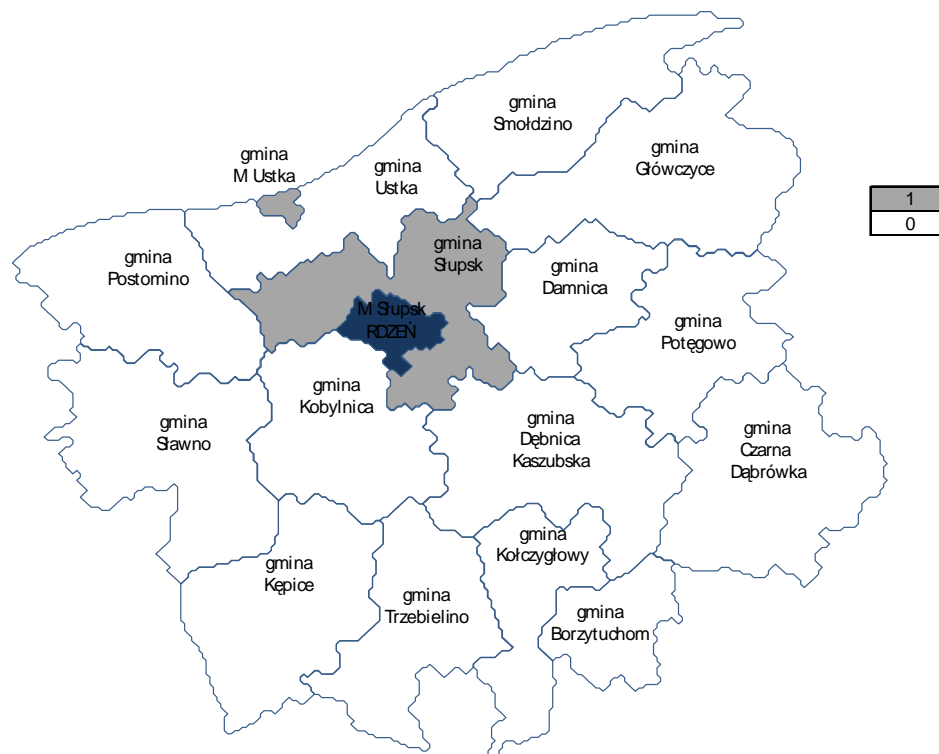 gmina
Smołdzino
gmina
Główczyce
gmina
M Ustka
gmina
Ustka
1
0
gmina
Słupsk
gmina
Postomino
gmina
Damnica
M Słupsk
RDZEŃ
gmina
Potęgowo
gmina
Kobylnica
gmina
Sławno
gmina
Dębnica
Kaszubska
gmina
Czarna
Dąbrówka
gmina
Kołczygłowy
gmina
Kępice
gmina
Trzebielino
gmina
Borzytuchom